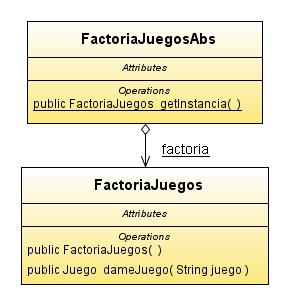 FactoriaJuegosAbs
Attributes
Operations
public FactoriaJuegos getInstancia( )
factoria
FactoriaJuegos
Attributes
Operations
public FactoriaJuegos( )
public Juego dameJuego( String juego )